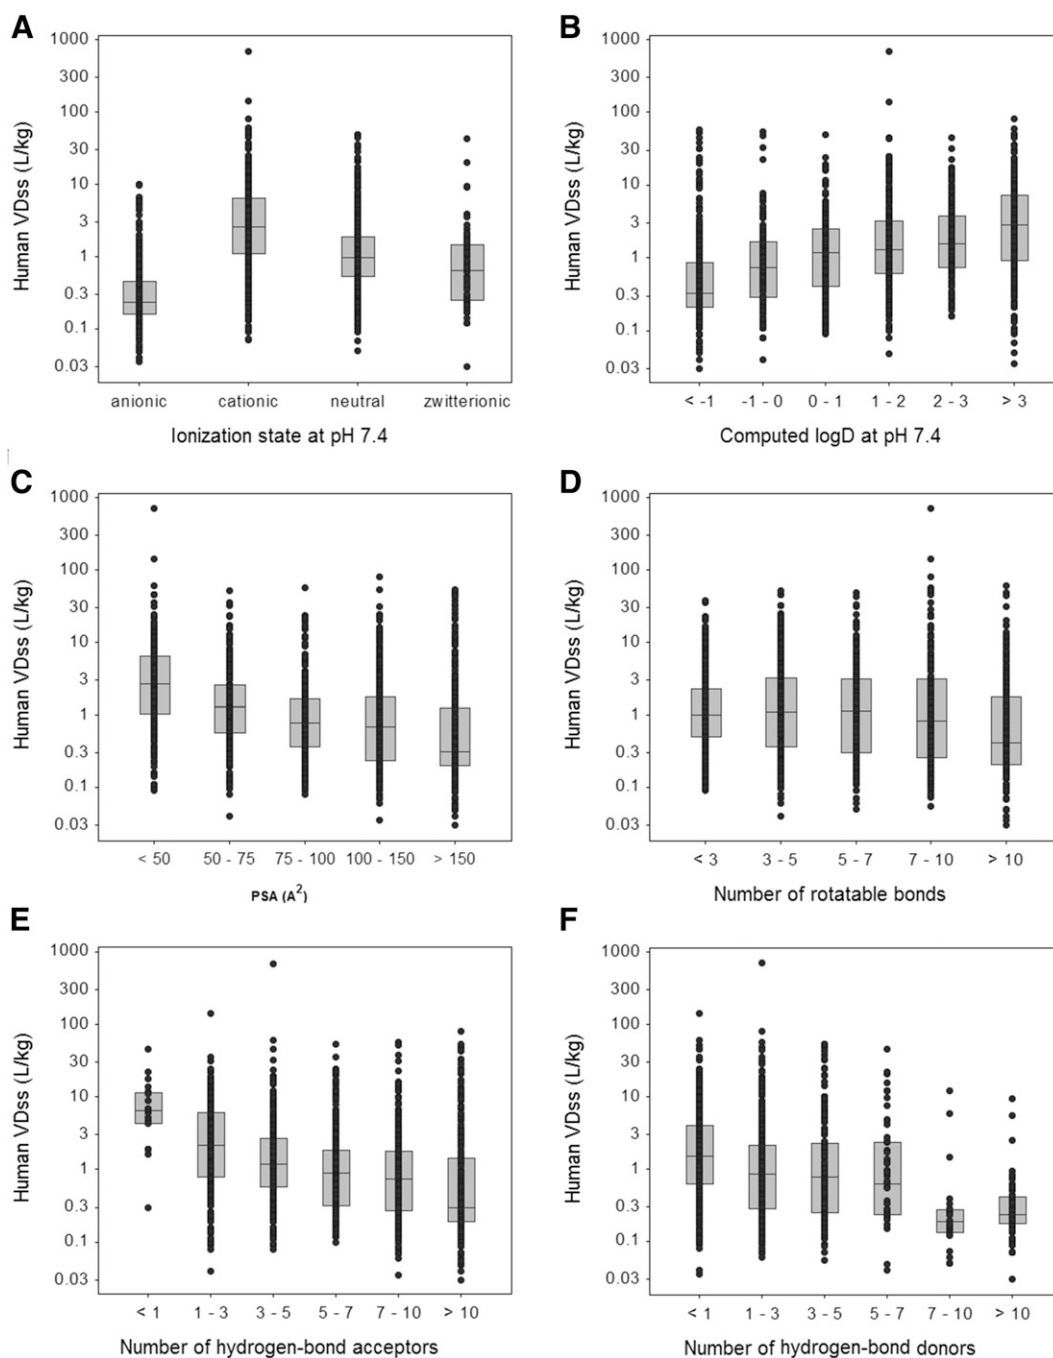 A
Human VDss (L/kg)
1000
300
100
30
10
3
1
0.3
0.1
0.03
anionic cationic neutral zwitterionic
Ionization state at pH 7.4
B
Human VDss (L/kg)
1000
300
100
30
10
3
1
0.3
0.1
0.03
< -1 -1 - 0 0 - 1 1 - 2 2 - 3 > 3
Computed logD at pH 7.4
C
Human VDss (L/kg)
1000
300
100
30
10
3
1
0.3
0.1
0.03
< 50 50 - 75 75 - 100 100 - 150 > 150
PSA (A²)
D
Human VDss (L/kg)
1000
300
100
30
10
3
1
0.3
0.1
0.03
< 3 3 - 5 5 - 7 7 - 10 > 10
Number of rotatable bonds
E
Human VDss (L/kg)
1000
300
100
30
10
3
1
0.3
0.1
0.03
< 1 1 - 3 3 - 5 5 - 7 7 - 10 > 10
Number of hydrogen-bond acceptors
F
Human VDss (L/kg)
1000
300
100
30
10
3
1
0.3
0.1
0.03
< 1 1 - 3 3 - 5 5 - 7 7 - 10 > 10
Number of hydrogen-bond donors